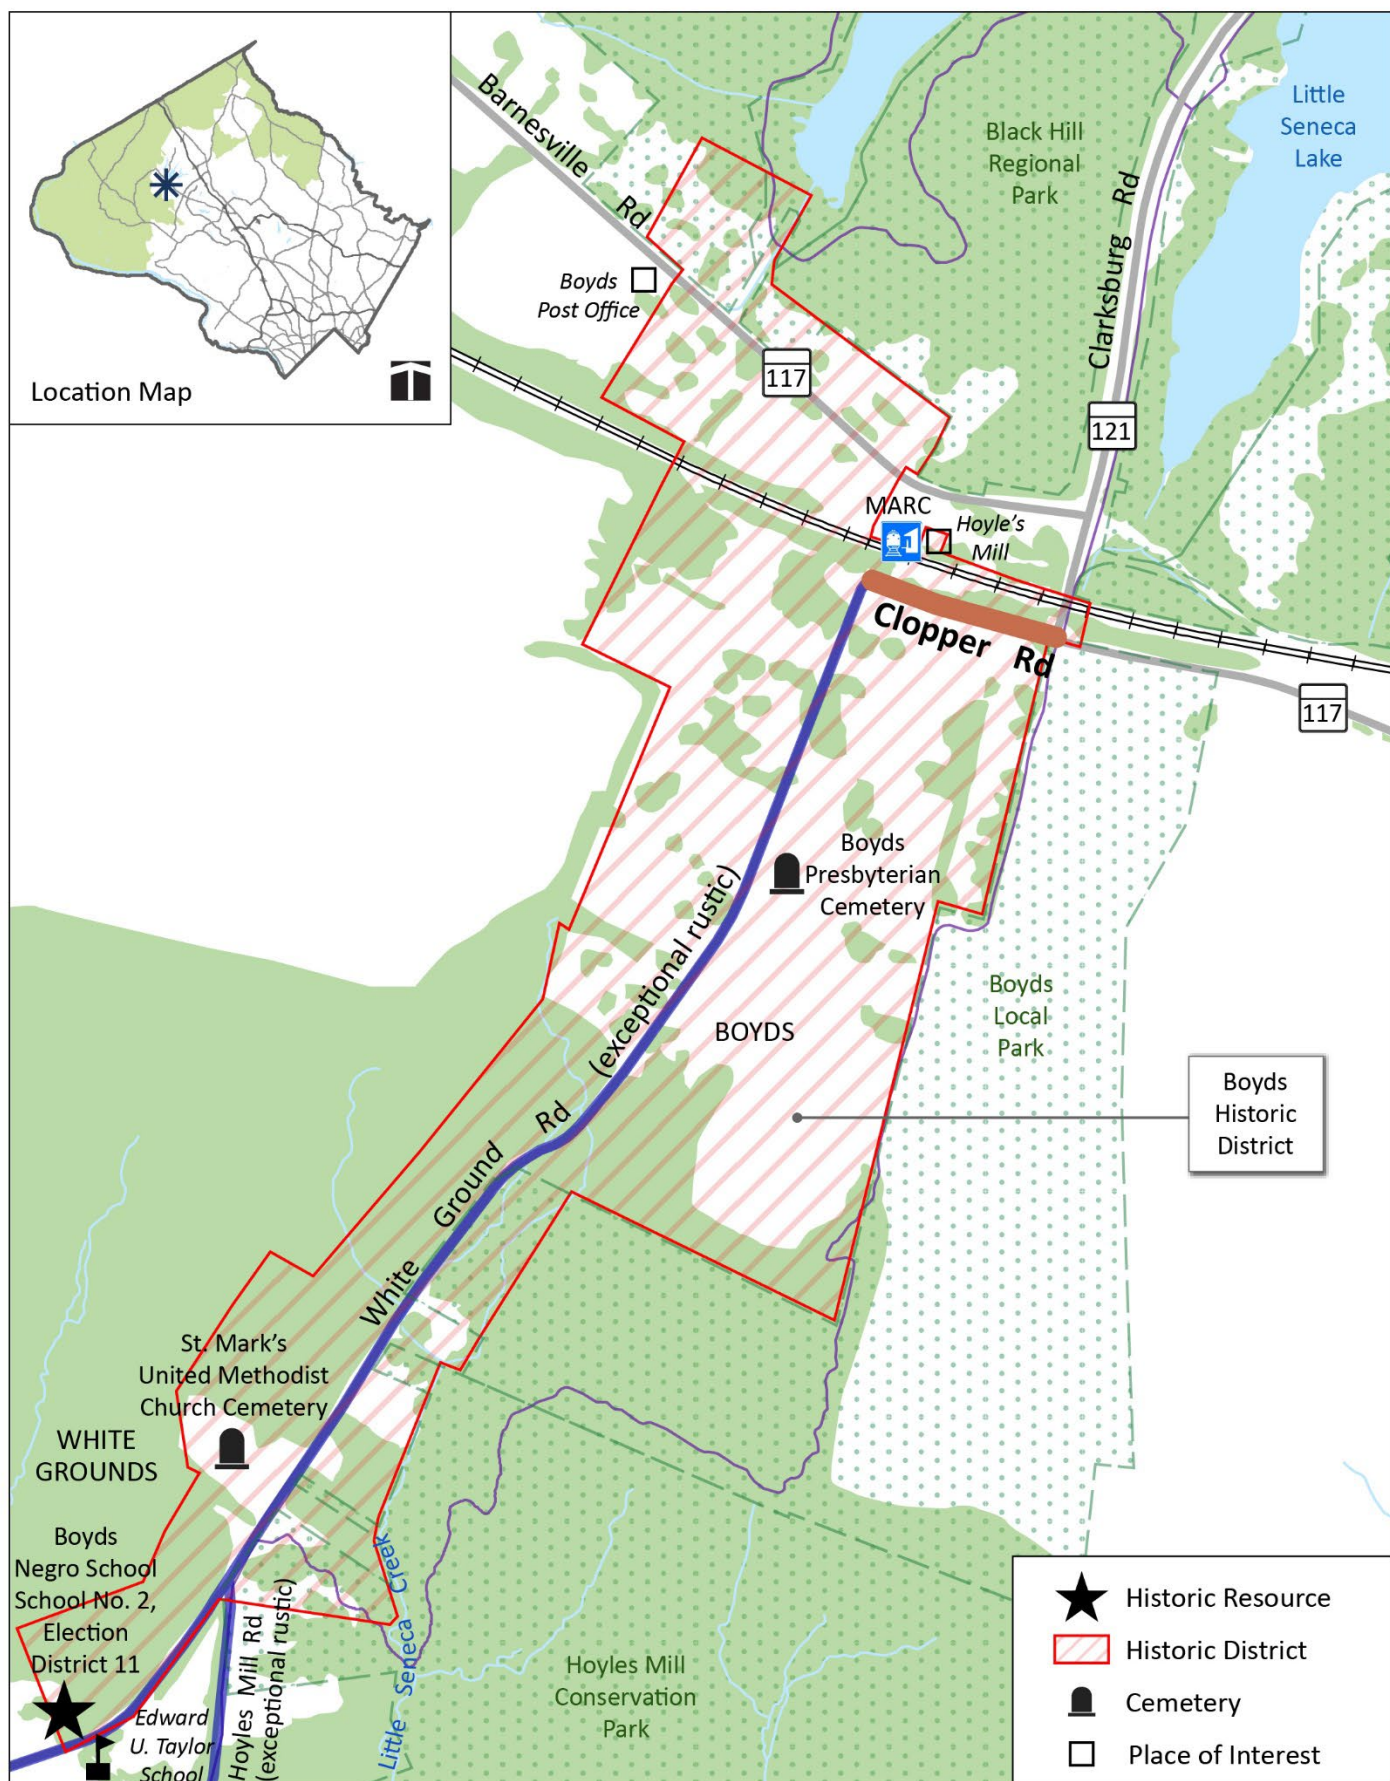 Location Map
Barnesville Rd
Boyds
Post Office
117
Black Hill
Regional
Park
Little
Seneca
Lake
Clarksburg Rd
121
MARC
Hoyle's
Mill
Clopper Rd
117
Boyds
Presbyterian
Cemetery
(exceptional rustic)
BOYDS
Boyds
Local
Park
Boyds
Historic
District
White Ground Rd
St. Mark's
United Methodist
Church Cemetery
WHITE
GROUNDS
Boyds
Negro School
School No. 2,
Election
District 11
Edward
U. Taylor
School
Hoyles Mill Rd
(exceptional rustic)
Little Seneca Creek
Hoyles Mill
Conservation
Park
Historic Resource
Historic District
Cemetery
Place of Interest